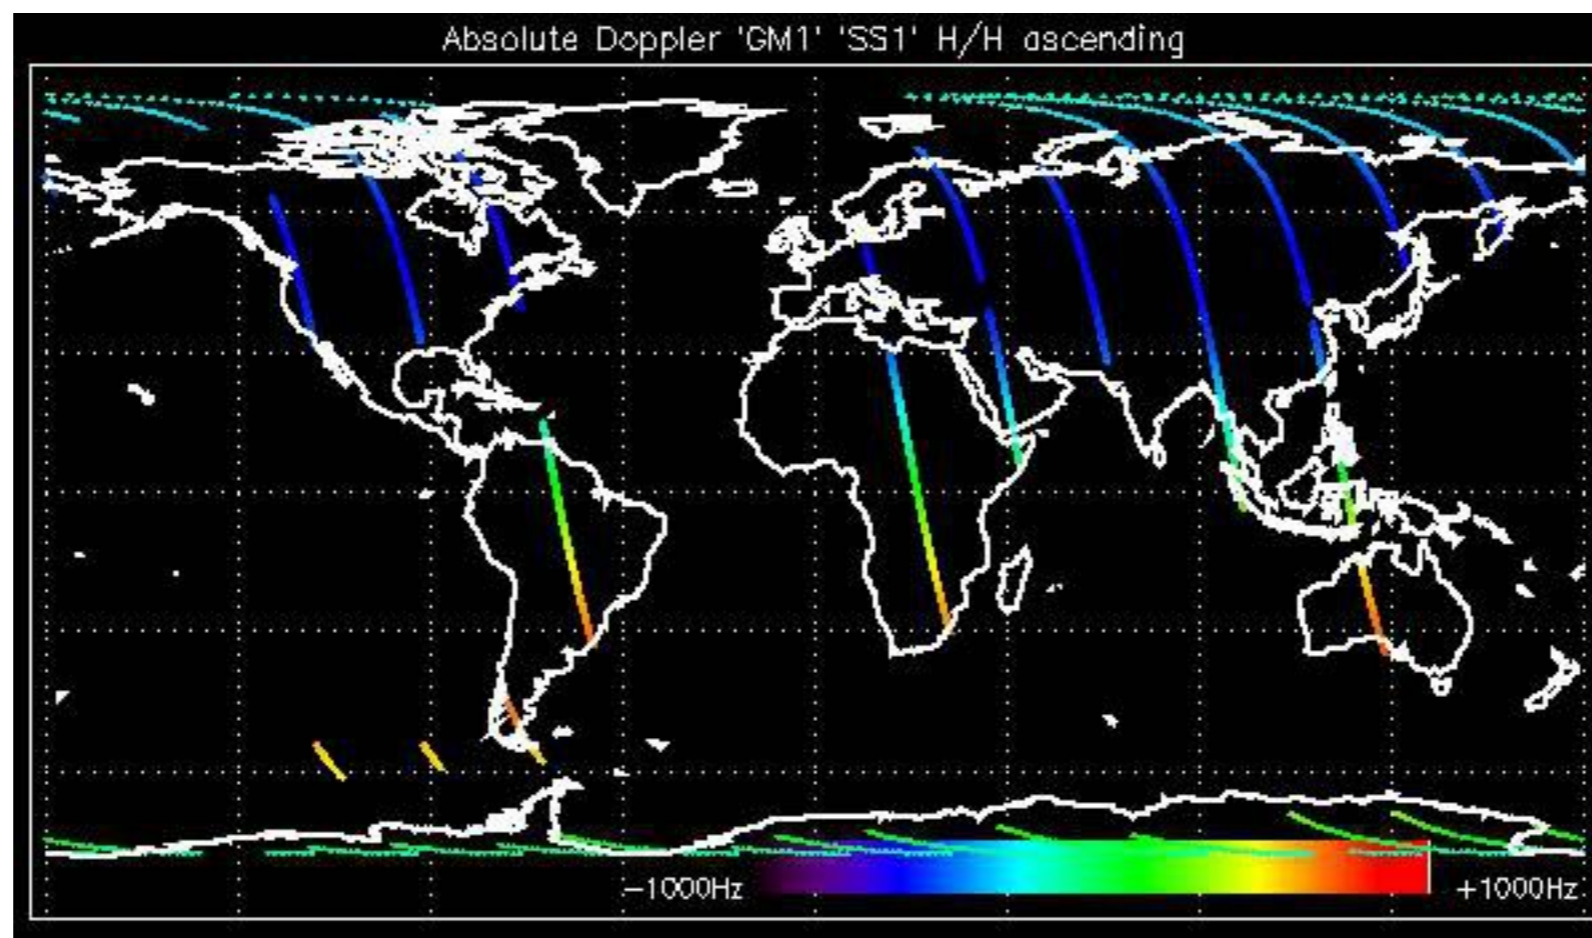 Absolute Doppler 'GM1' 'SS1' H/H ascending
-1000Hz
+1000Hz